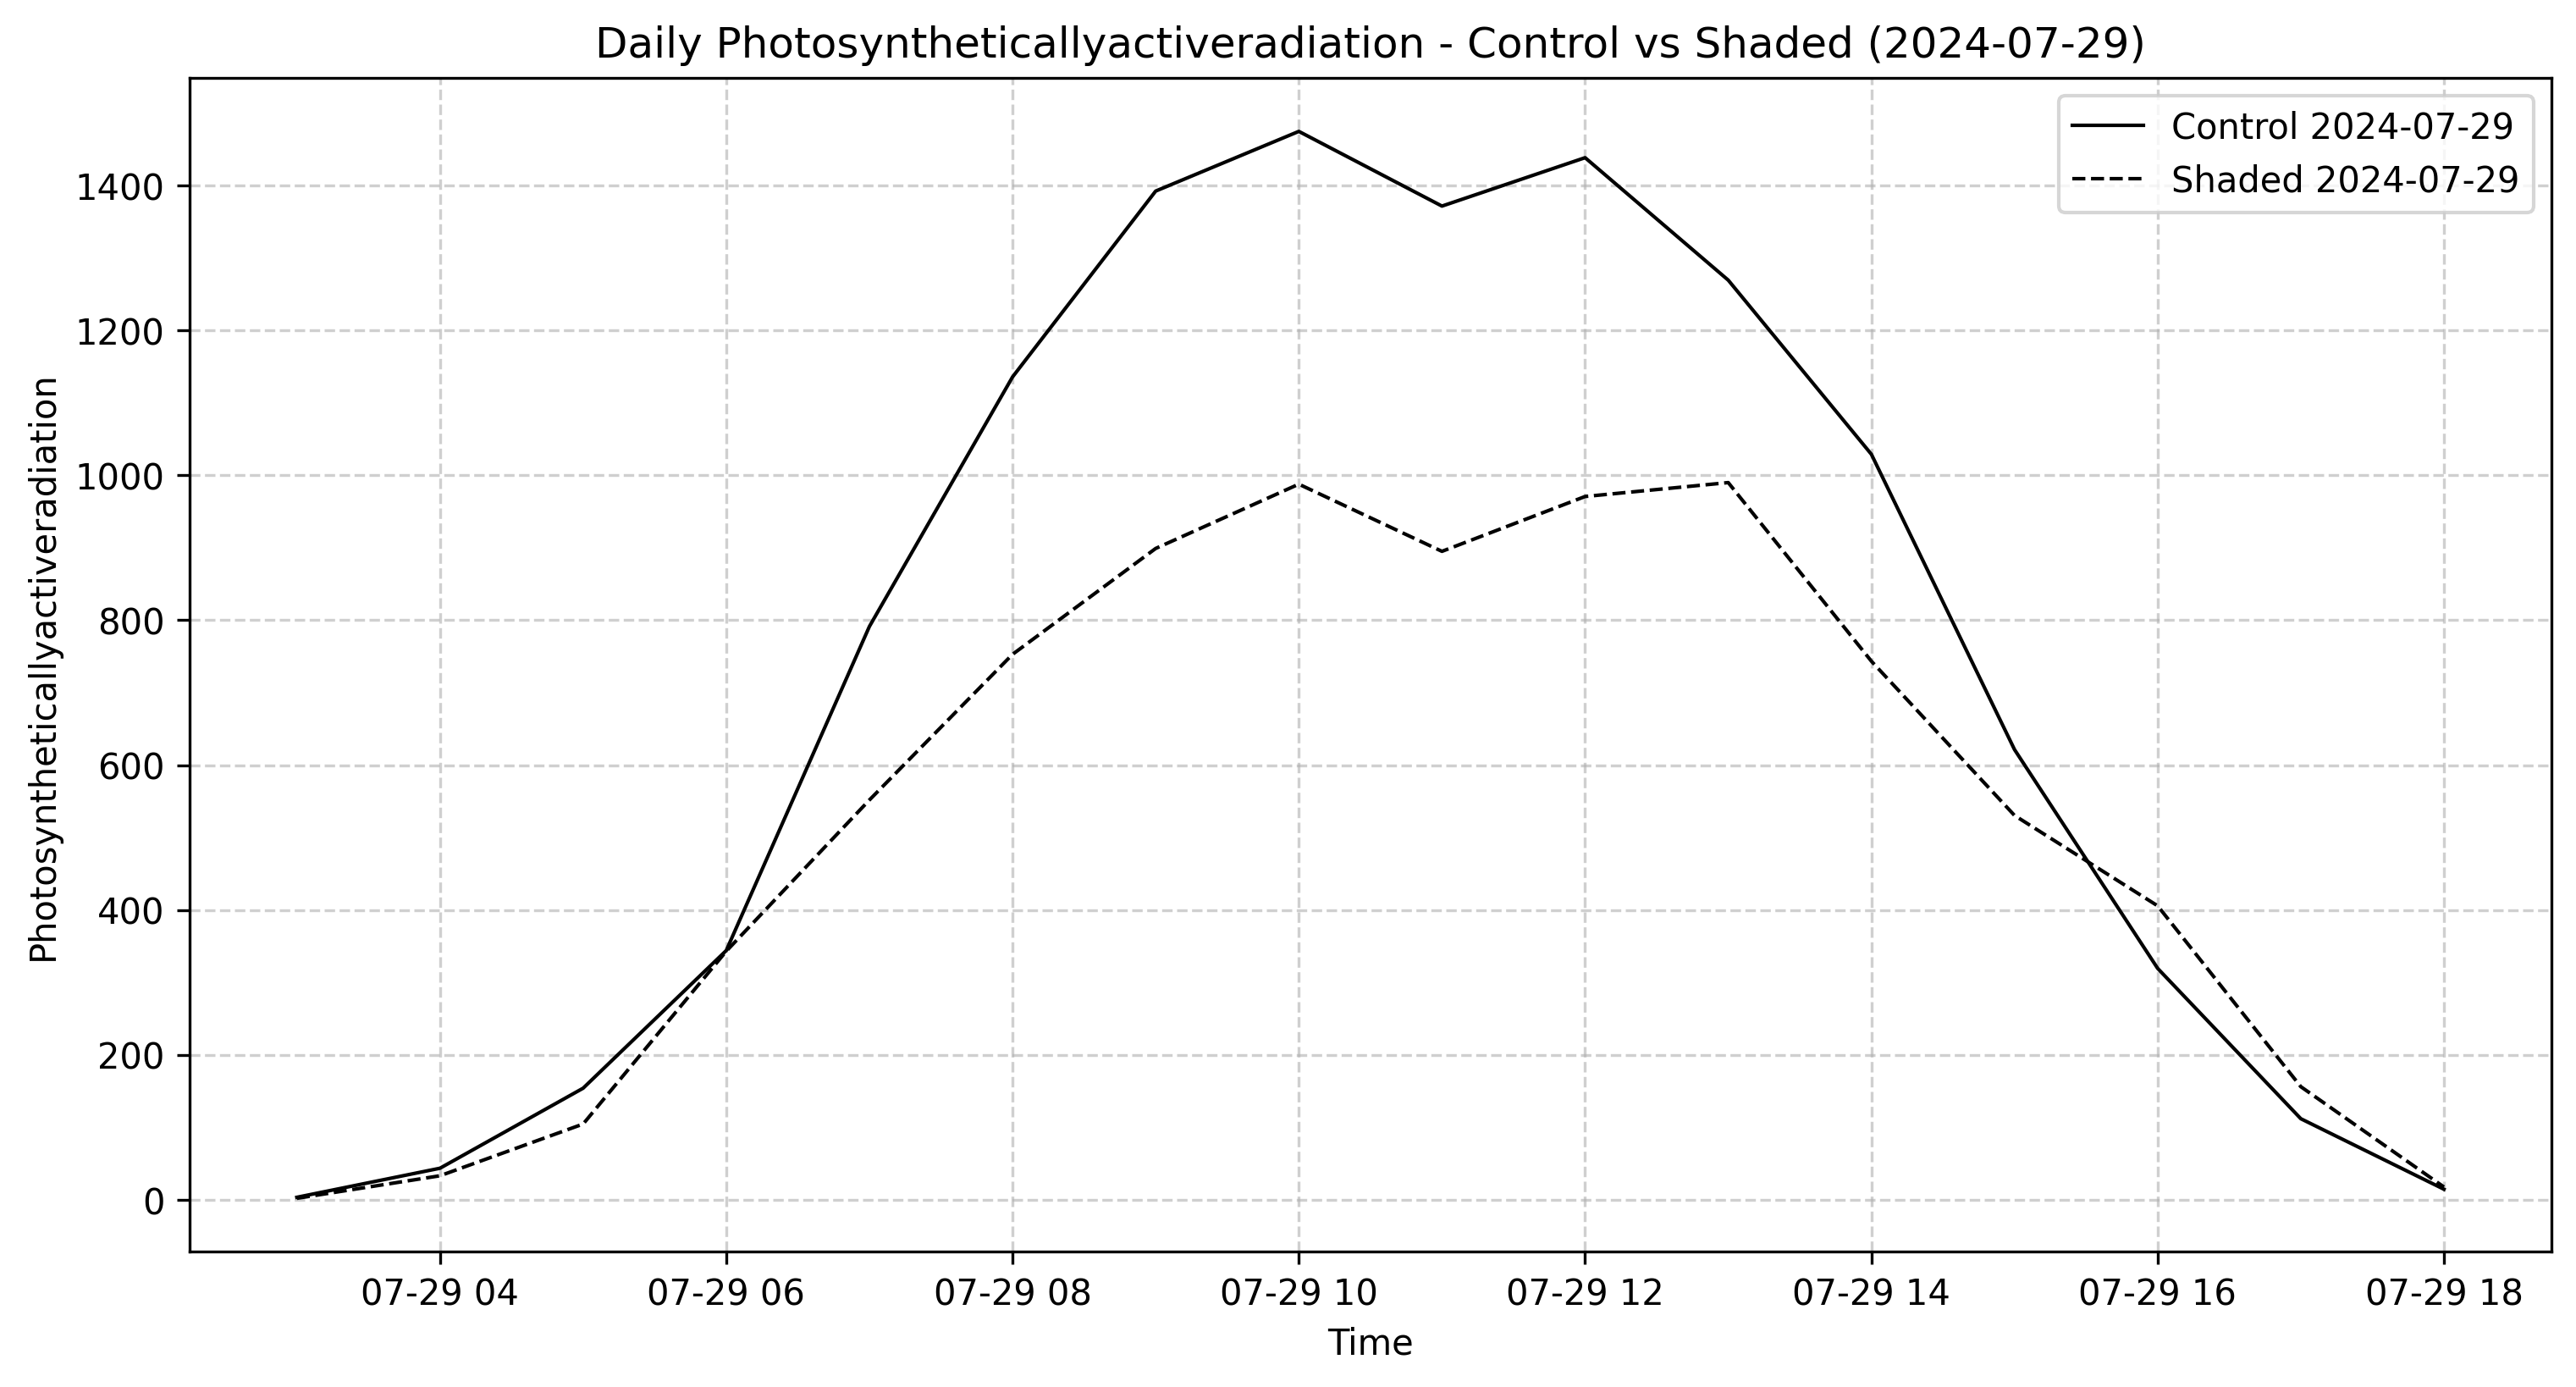 Daily Photosyntheticallyactiveradiation - Control vs Shaded (2024-07-29)
Control 2024-07-29
Shaded 2024-07-29
Photosyntheticallyactiveradiation
1400
1200
1000
800
600
400
200
0
07-29 04 07-29 06 07-29 08 07-29 10 07-29 12 07-29 14 07-29 16 07-29 18
Time